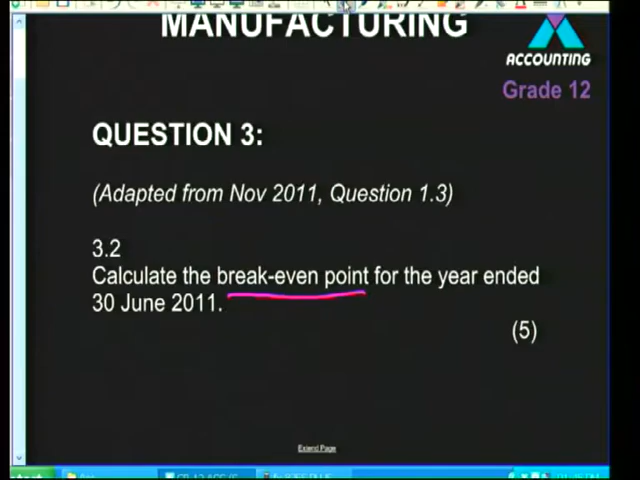 MANUFACTURING
ACCOUNTING
Grade 12
QUESTION 3:
(Adapted from Nov 2011, Question 1.3)
3.2
Calculate the break-even point for the year ended
30 June 2011.
(5)
Extend Page